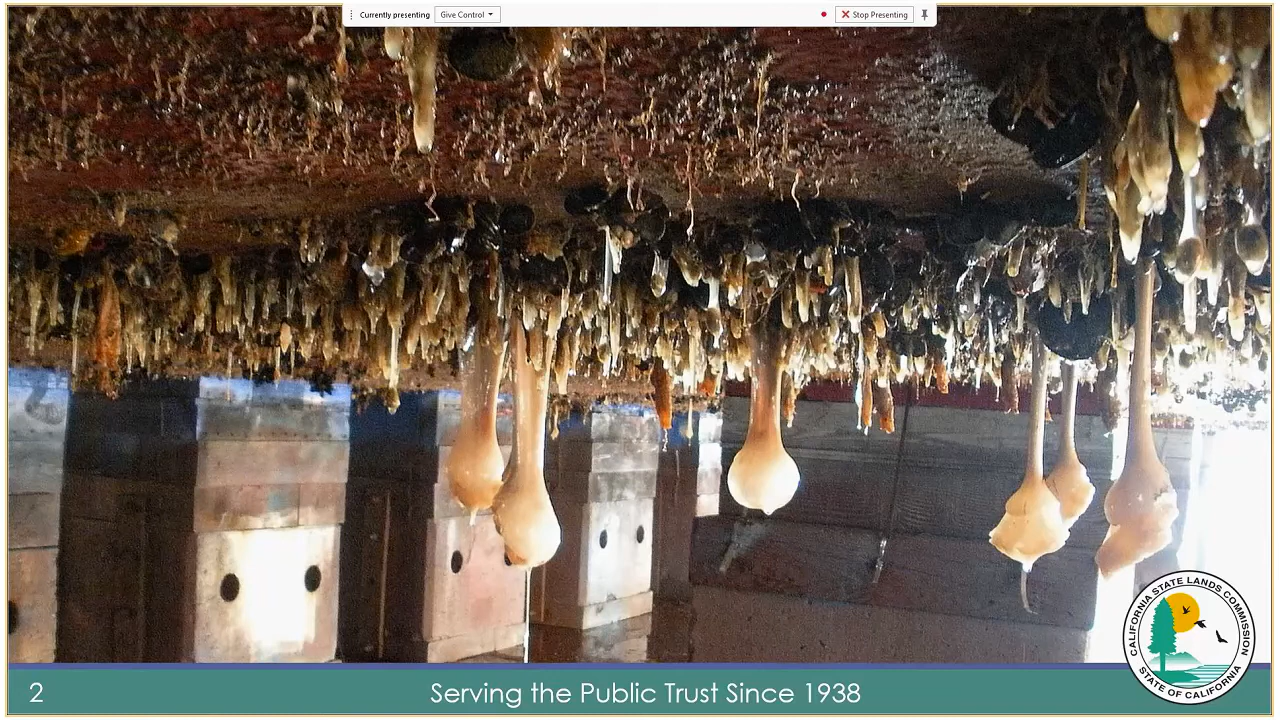 Currently presenting Give Control Stop Presenting
CALIFORNIA STATE LANDS COMMISSION
STATE OF CALIFORNIA
2 Serving the Public Trust Since 1938